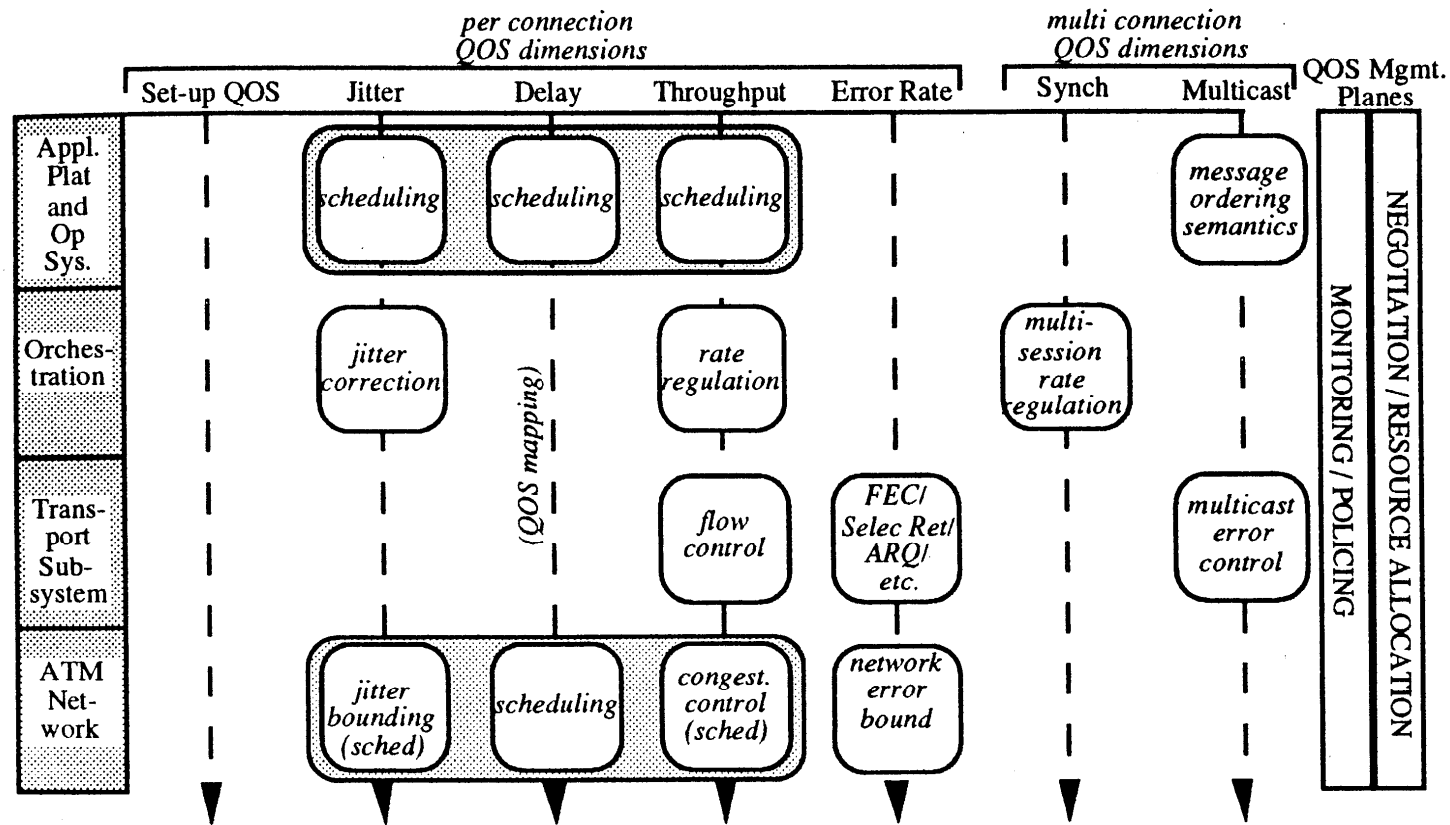 per connection
QOS dimensions
multi connection
QOS dimensions
QOS Mgmt.
Planes
Set-up QOS
Jitter
Delay
Throughput
Error Rate
Synch
Multicast
Appl.
Plat
and
Op
Sys.
scheduling
scheduling
scheduling
message
ordering
semantics
Orches-
tration
jitter
correction
(QOS mapping)
rate
regulation
multi-
session
rate
regulation
Trans-
port
Sub-
system
flow
control
FEC/
Selec Ret/
ARQ/
etc.
multicast
error
control
ATM
Net-
work
jitter
bounding
(sched)
scheduling
congest.
control
(sched)
network
error
bound
MONITORING / POLICING
NEGOTIATION / RESOURCE ALLOCATION